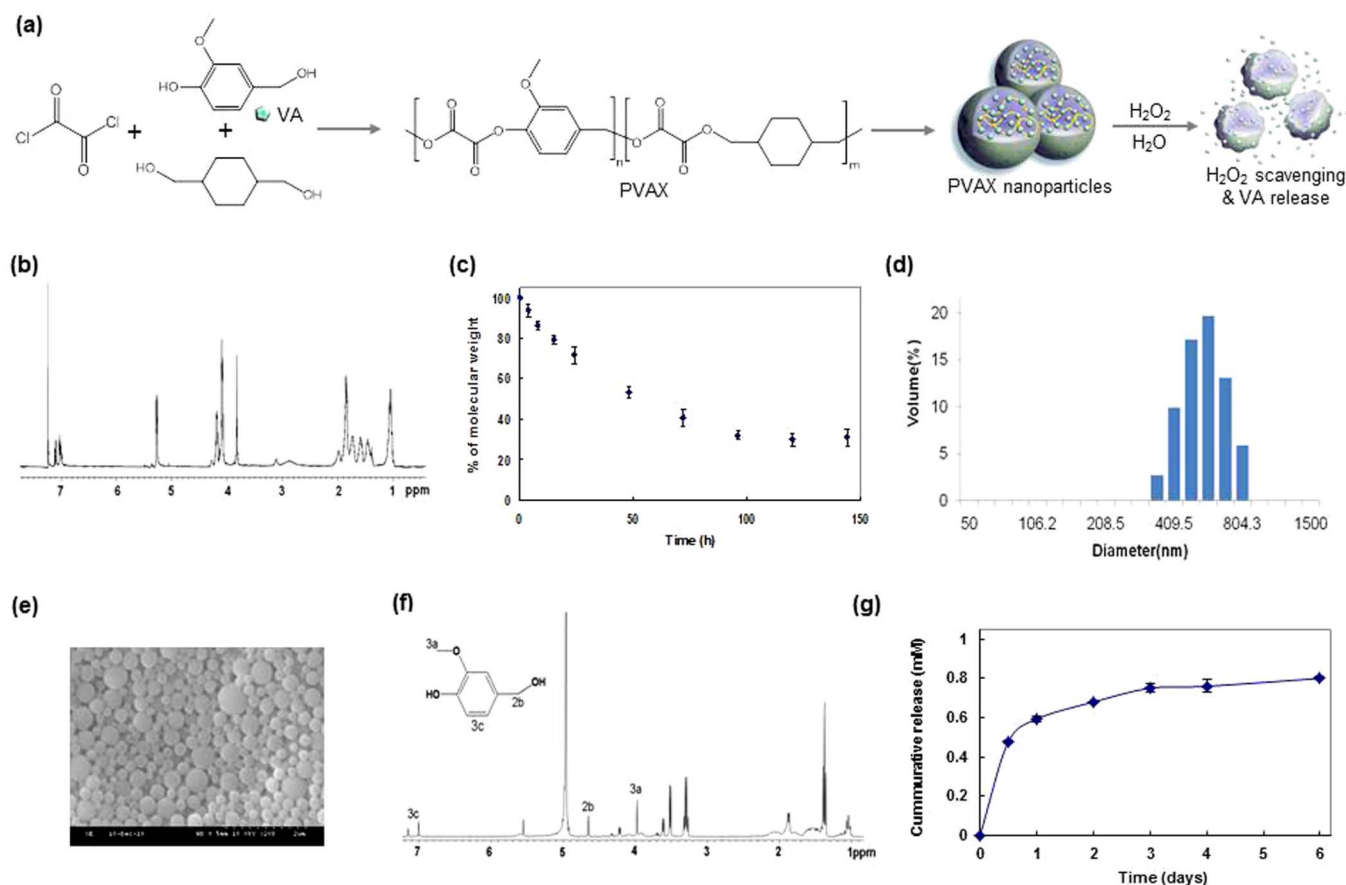 (a)
O
O
Cl
Cl
O
HO
OH
VA
HO
OH
O
O
O
O
O
n
O
O
O
O
m
PVAX
PVAX nanoparticles
H₂O₂
H₂O
H₂O₂ scavenging
& VA release
(b)
7 6 5 4 3 2 1 ppm
(c)
% of molecular weight
100
80
60
40
20
0
0 50 100 150
Time (h)
(d)
Volume(%)
20
15
10
5
0
50 106.2 208.5 409.5 804.3 1500
Diameter(nm)
(e)
(f)
3a
O
HO
OH
2b
3c
3c
2b
3a
7 6 5 4 3 2 1ppm
(g)
Cummurative release (mM)
1
0.8
0.6
0.4
0.2
0
0 1 2 3 4 5 6
Time (days)